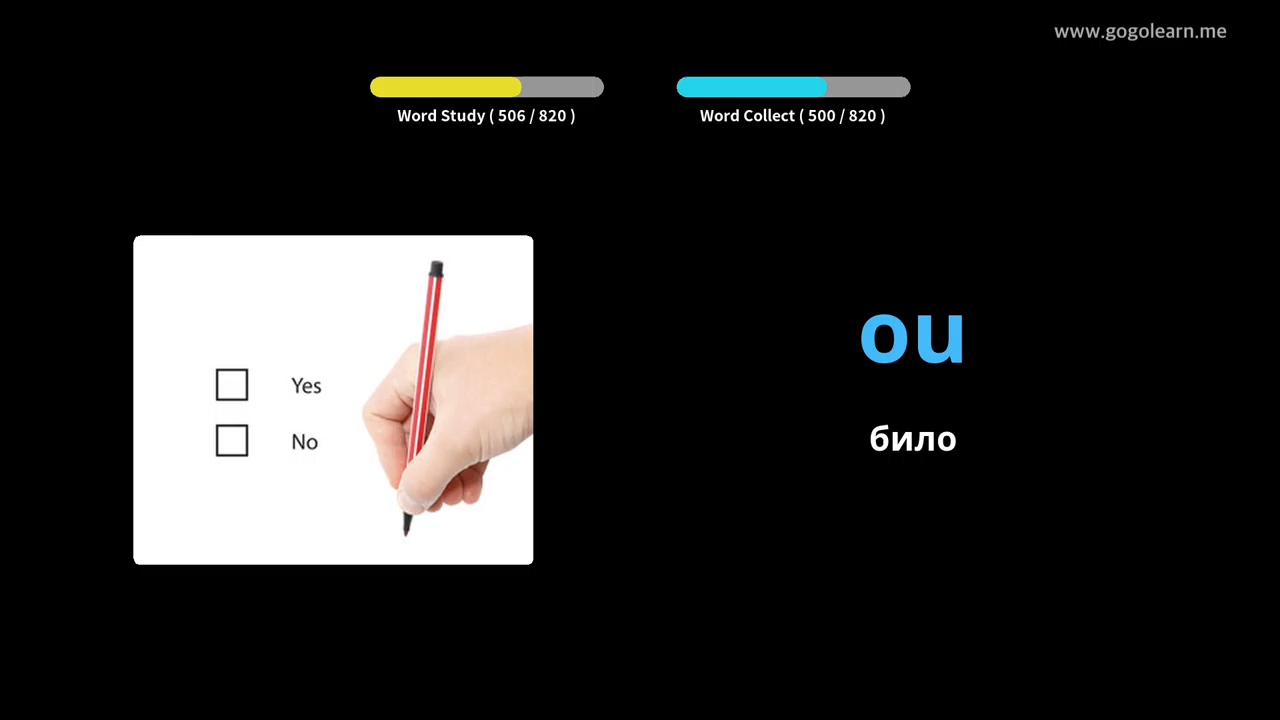 www.gogolearn.me
Word Study ( 506 / 820 )
Word Collect ( 500 / 820 )
Yes
No
ou
било